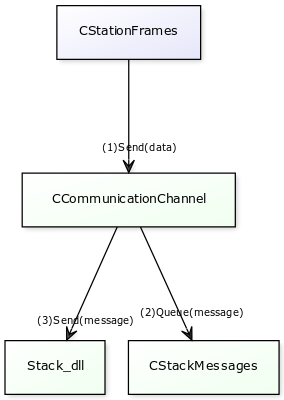 CStationFrames
(1)Send(data)
CCommunicationChannel
(2)Queue(message)
(3)Send(message)
Stack_dll
CStackMessages